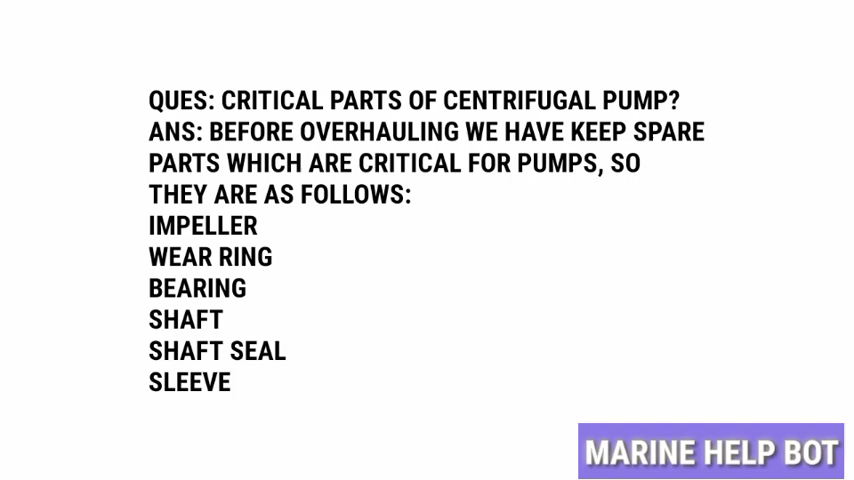 QUES: CRITICAL PARTS OF CENTRIFUGAL PUMP?
ANS: BEFORE OVERHAULING WE HAVE KEEP SPARE
PARTS WHICH ARE CRITICAL FOR PUMPS, SO
THEY ARE AS FOLLOWS:
IMPELLER
WEAR RING
BEARING
SHAFT
SHAFT SEAL
SLEEVE
MARINE HELP BOT